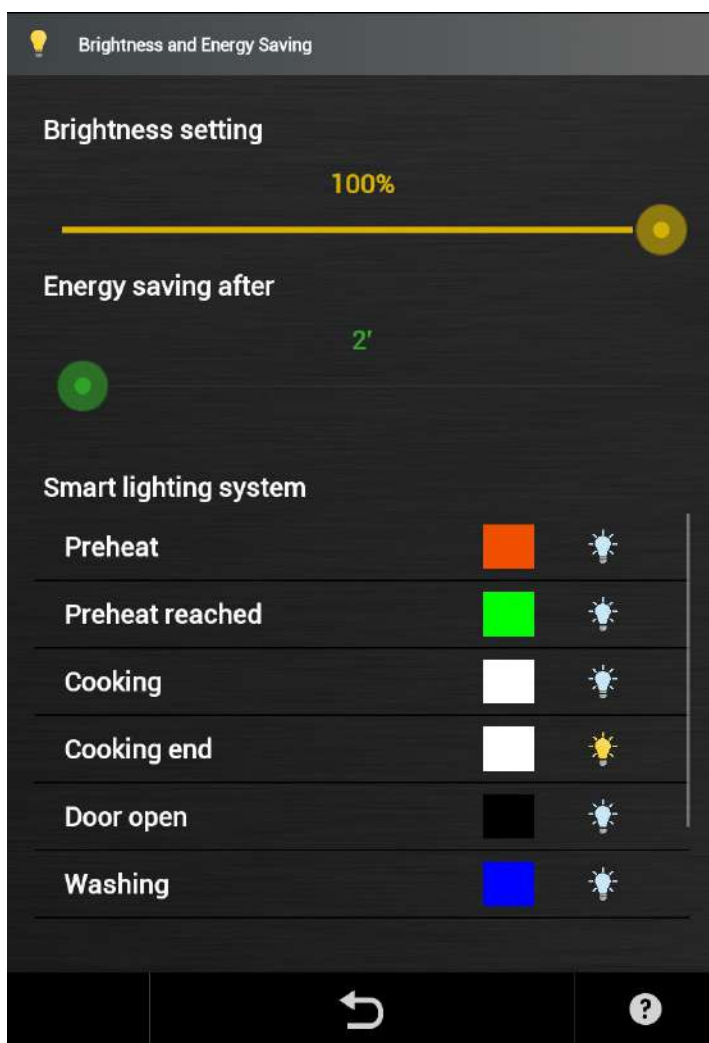 Brightness and Energy Saving
Brightness setting
100%
Energy saving after
2'
Smart lighting system
Preheat
Preheat reached
Cooking
Cooking end
Door open
Washing
?